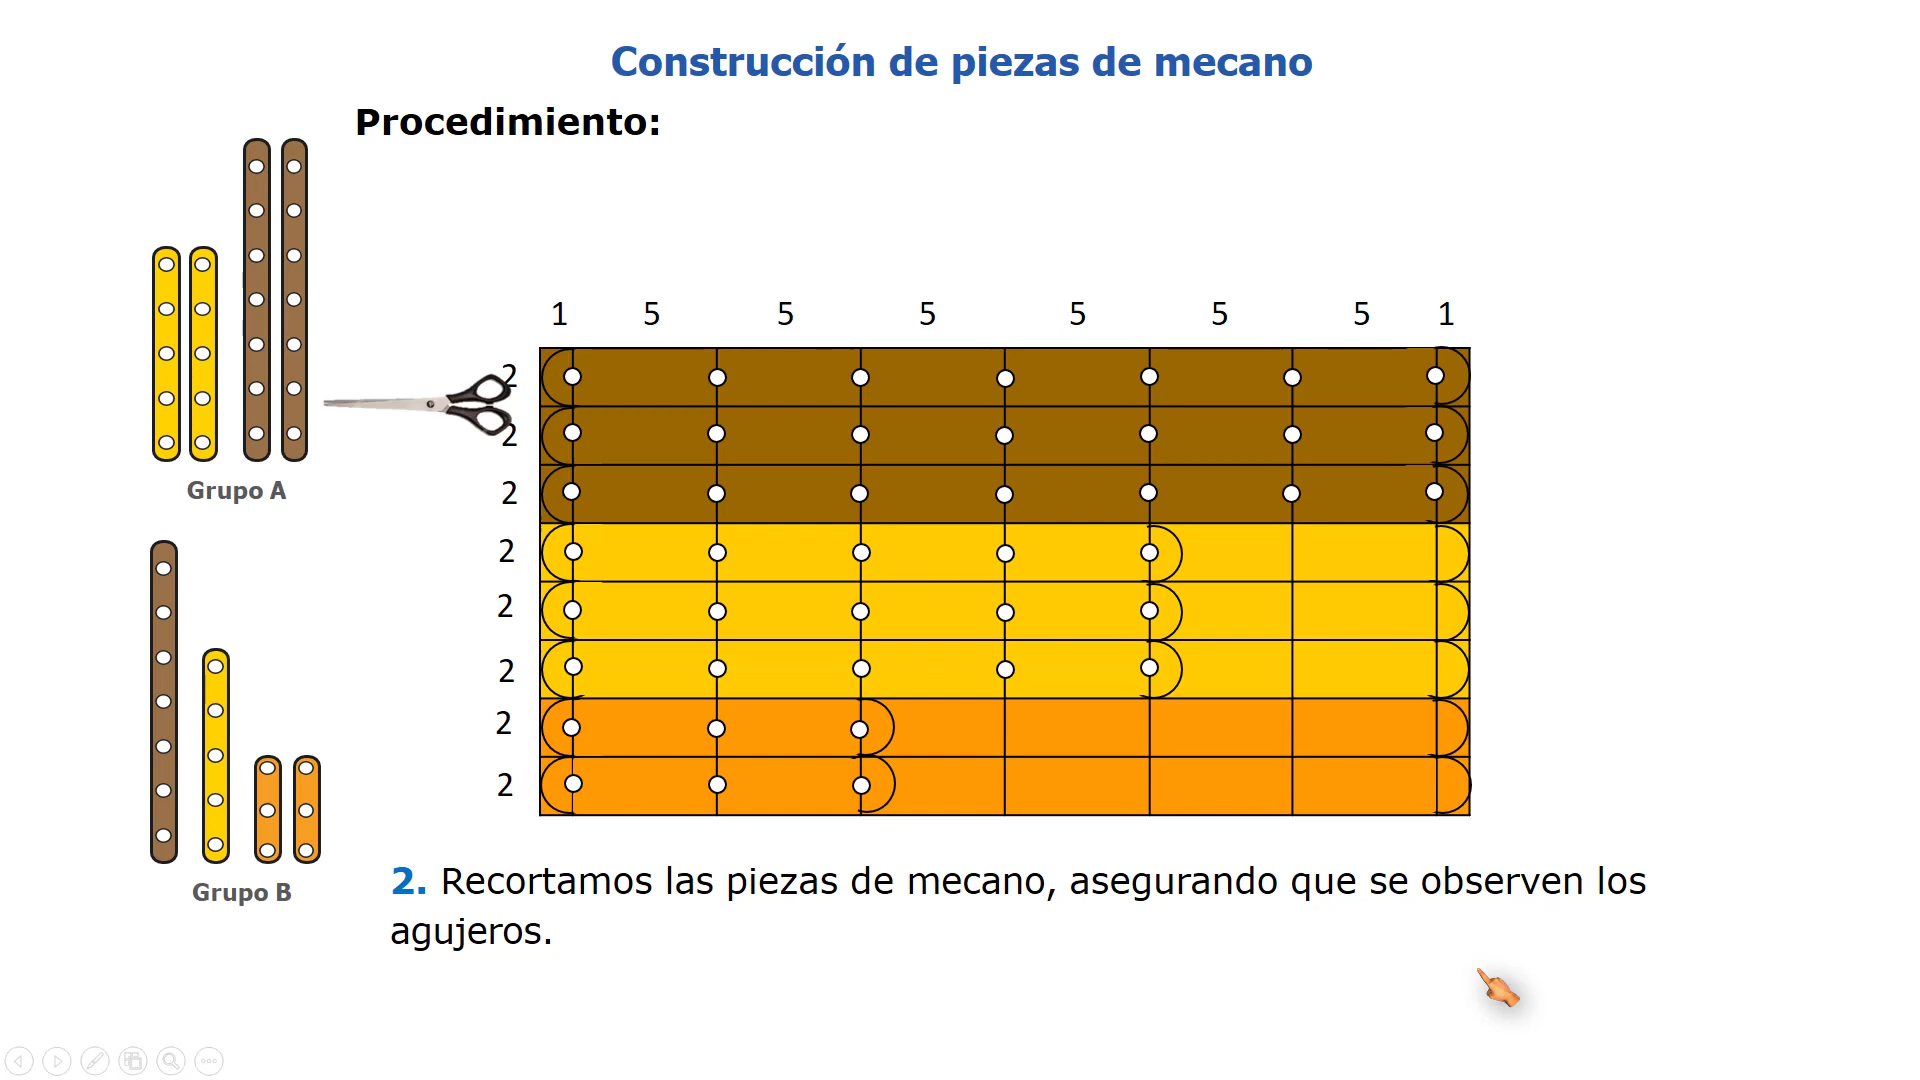 Construcción de piezas de mecano
Procedimiento:
1 5 5 5 5 5 5 1
2
2
2
2
2
2
2
2
Grupo A
Grupo B
2. Recortamos las piezas de mecano, asegurando que se observen los
agujeros.